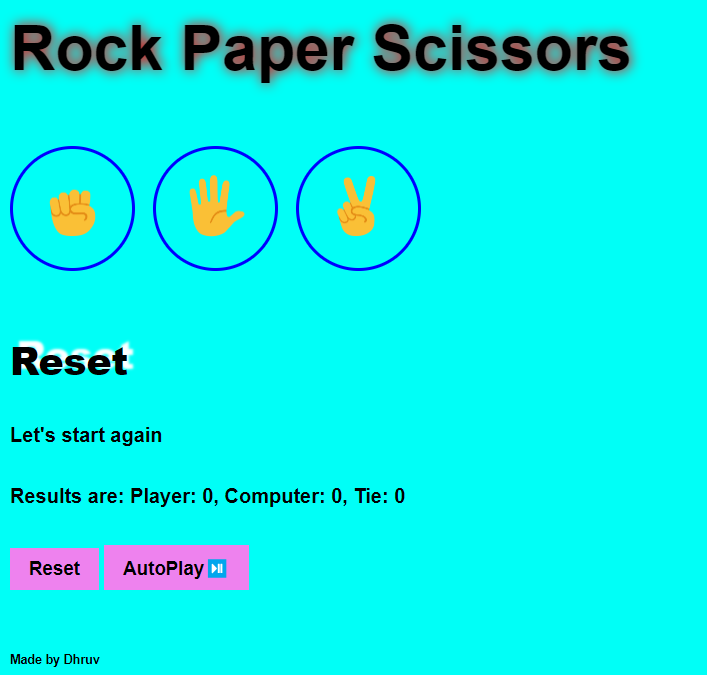 Rock Paper Scissors
Reset
Let's start again
Results are: Player: 0, Computer: 0, Tie: 0
Reset AutoPlay⏯
Made by Dhruv